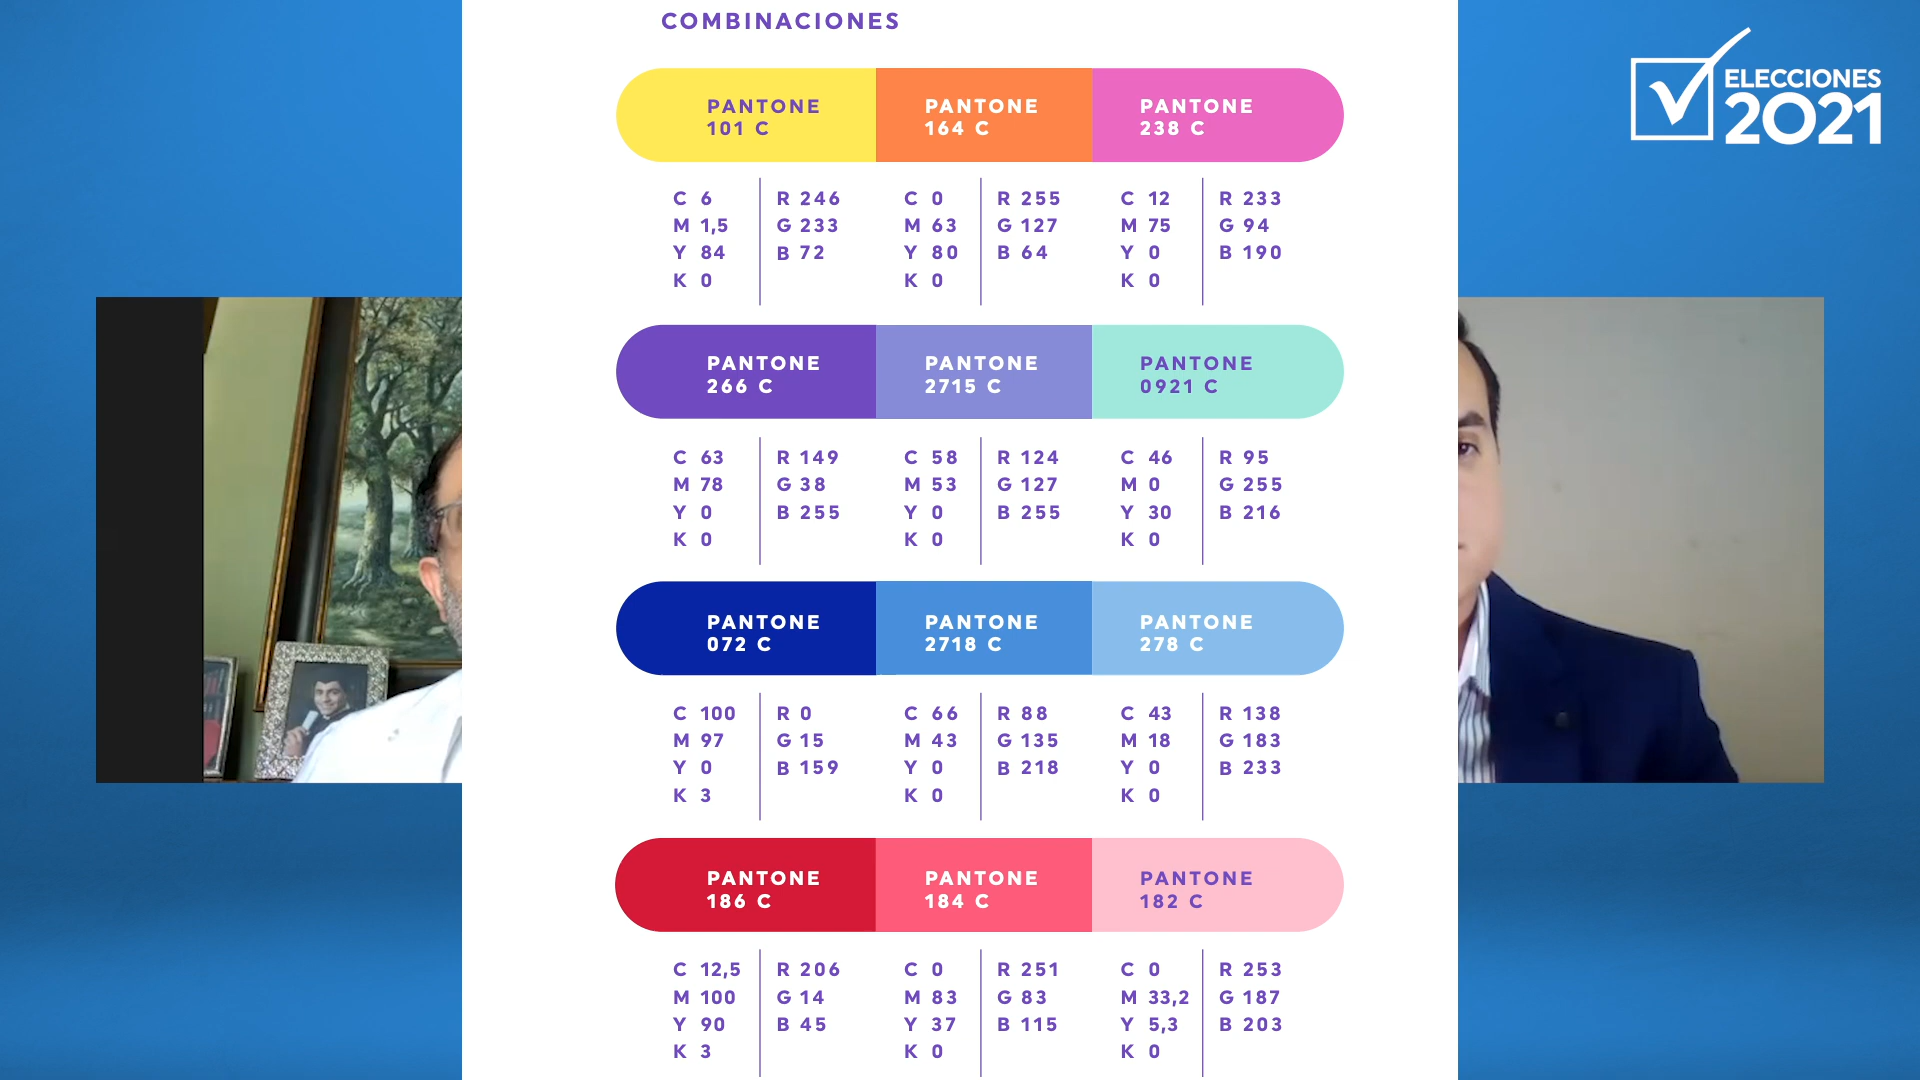 COMBINACIONES
ELECCIONES
2021
PANTONE
101 C
PANTONE
164 C
PANTONE
238 C
C 6
M 1,5
Y 84
K 0
R 246
G 233
B 72
C 0
M 63
Y 80
K 0
R 255
G 127
B 64
C 12
M 75
Y 0
K 0
R 233
G 94
B 190
PANTONE
266 C
PANTONE
2715 C
PANTONE
0921 C
C 63
M 78
Y 0
K 0
R 149
G 38
B 255
C 58
M 53
Y 0
K 0
R 124
G 127
B 255
C 46
M 0
Y 30
K 0
R 95
G 255
B 216
PANTONE
072 C
PANTONE
2718 C
PANTONE
278 C
C 100
M 97
Y 0
K 3
R 0
G 15
B 159
C 66
M 43
Y 0
K 0
R 88
G 135
B 218
C 43
M 18
Y 0
K 0
R 138
G 183
B 233
PANTONE
186 C
PANTONE
184 C
PANTONE
182 C
C 12,5
M 100
Y 90
K 3
R 206
G 14
B 45
C 0
M 83
Y 37
K 0
R 251
G 83
B 115
C 0
M 33,2
Y 5,3
K 0
R 253
G 187
B 203